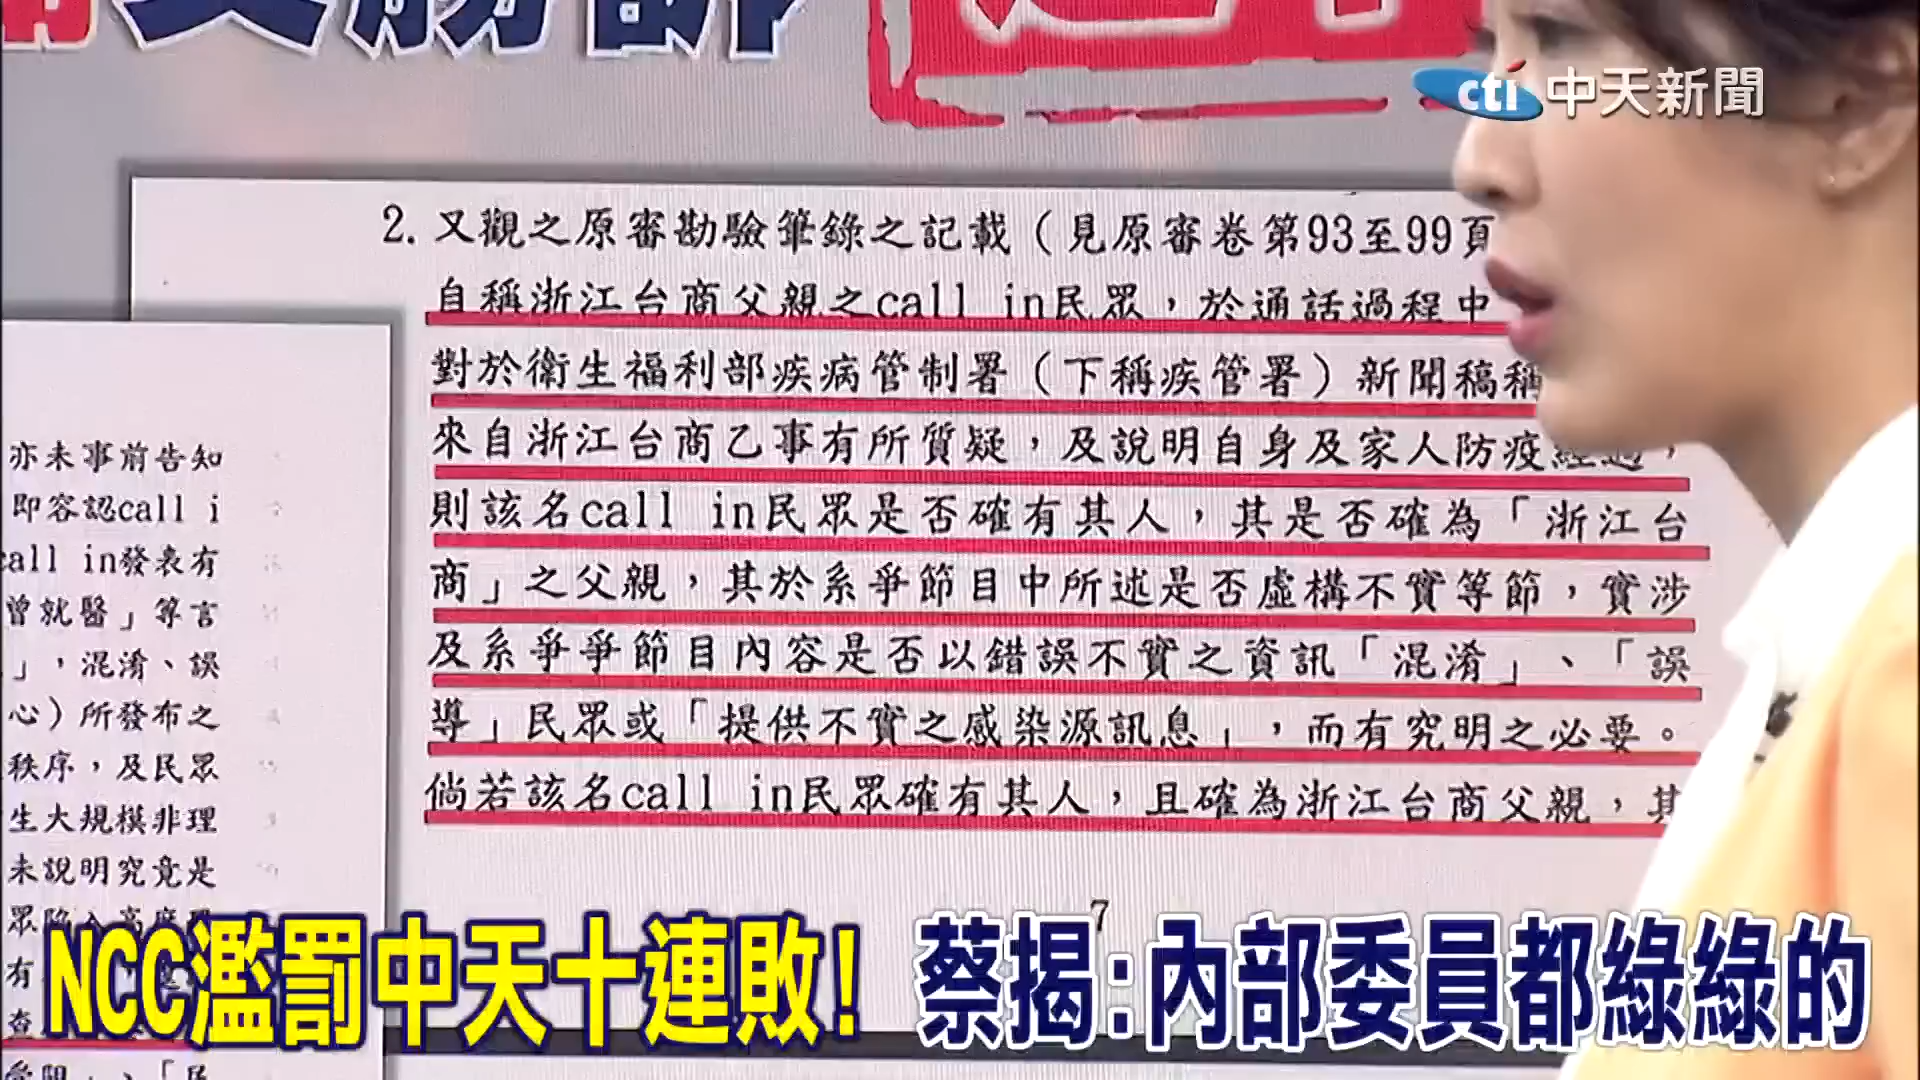 cti 中天新聞
2. 又觀之原審勘驗筆錄之記載（見原審卷第93至99頁
自稱浙江台商父親之call in民眾，於通話過程中
對於衛生福利部疾病管制署（下稱疾管署）新聞稿稱
來自浙江台商乙事有所質疑，及說明自身及家人防疫經過，
則該名call in民眾是否確有其人，其是否確為「浙江台
商」之父親，其於系爭節目中所述是否虛構不實等節，實涉
及系爭爭節目內容是否以錯誤不實之資訊「混淆」、「誤
導」民眾或「提供不實之感染源訊息」，而有究明之必要。
倘若該名call in民眾確有其人，且確為浙江台商父親，其
7
亦未事前告知
即容認call i
call in發表有
曾就醫」等言
」，混淆、誤
心）所發布之
秩序，及民眾
生大規模非理
未說明究竟是
眾陷入高度
有
NCC濫罰中天十連敗! 蔡揭:內部委員都綠綠的